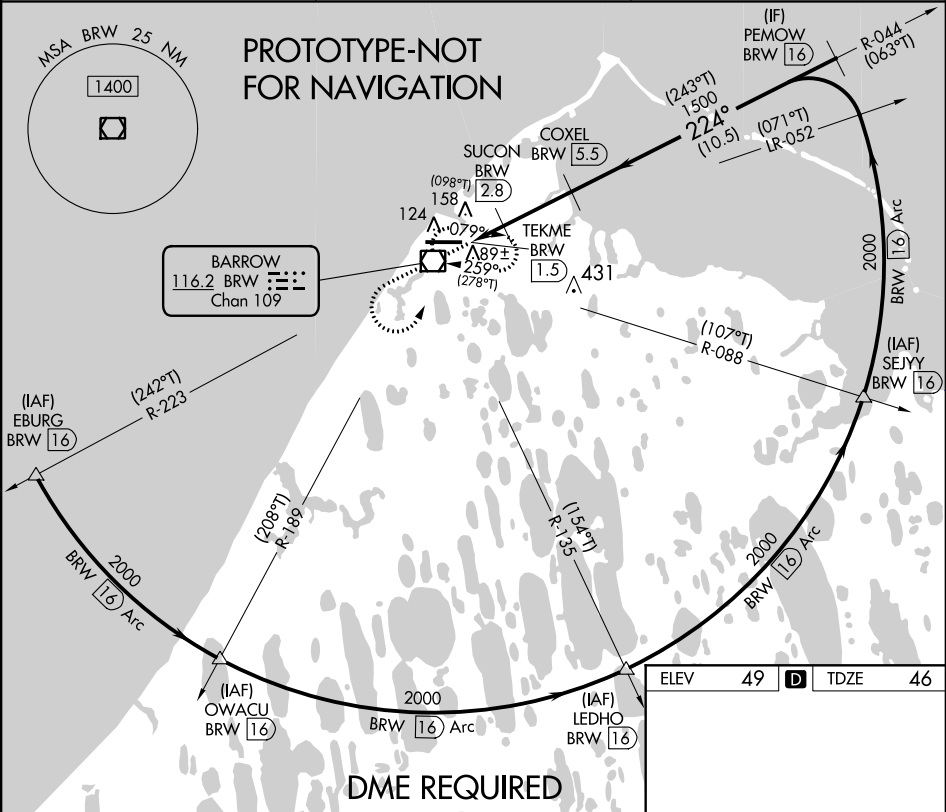 MSA BRW 25 NM
1400
PROTOTYPE-NOT
FOR NAVIGATION
(IF)
PEMOW
BRW 16
R-044
(063°T)
(243°T)
1500
224°
(10.5)
(071°T)
LR-052
COXEL
BRW 5.5
SUCON
BRW
2.8
(098°T)
158
124
079°
TEKME
BRW
1.5
89±
259°
(278°T)
431
BARROW
116.2 BRW
Chan 109
2000
BRW 16 Arc
(107°T)
R-088
(IAF)
SEJYY
BRW 16
(242°T)
R-223
(IAF)
EBURG
BRW 16
(208°T)
R-189
(154°T)
R-135
2000
BRW 16 Arc
2000
BRW 16 Arc
(IAF)
OWACU
BRW 16
2000
BRW 16 Arc
(IAF)
LEDHO
BRW 16
ELEV 49 D TDZE 46
DME REQUIRED